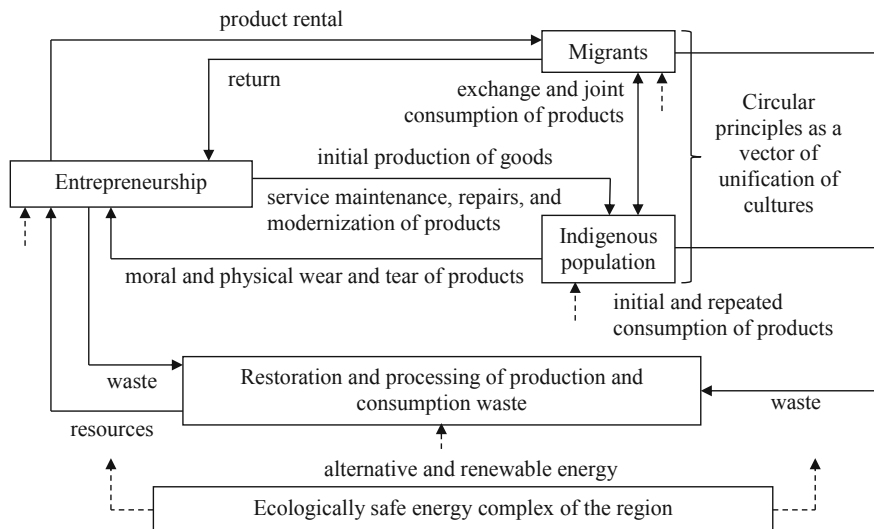 product rental
Migrants
return
exchange and joint
consumption of products
Circular
principles as a
vector of
unification of
cultures
initial production of goods
Entrepreneurship
service maintenance, repairs, and
modernization of products
Indigenous
population
moral and physical wear and tear of products
initial and repeated
consumption of products
waste
Restoration and processing of production and
consumption waste
waste
resources
alternative and renewable energy
Ecologically safe energy complex of the region